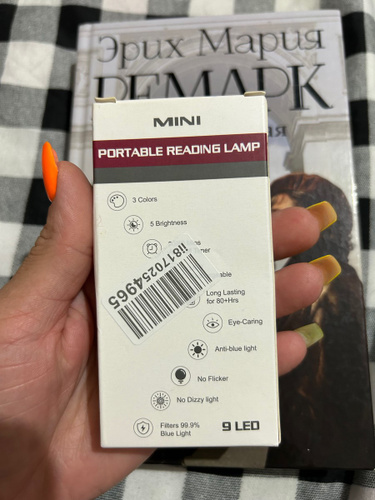 Эрих Мария
РЕМАРК
MINI
PORTABLE READING LAMP
3 Colors
5 Brightness
ji8170254965
Long Lasting
for 80+Hrs
Eye-Caring
Anti-blue light
No Flicker
No Dizzy light
Filters 99.9%
Blue Light
9 LED